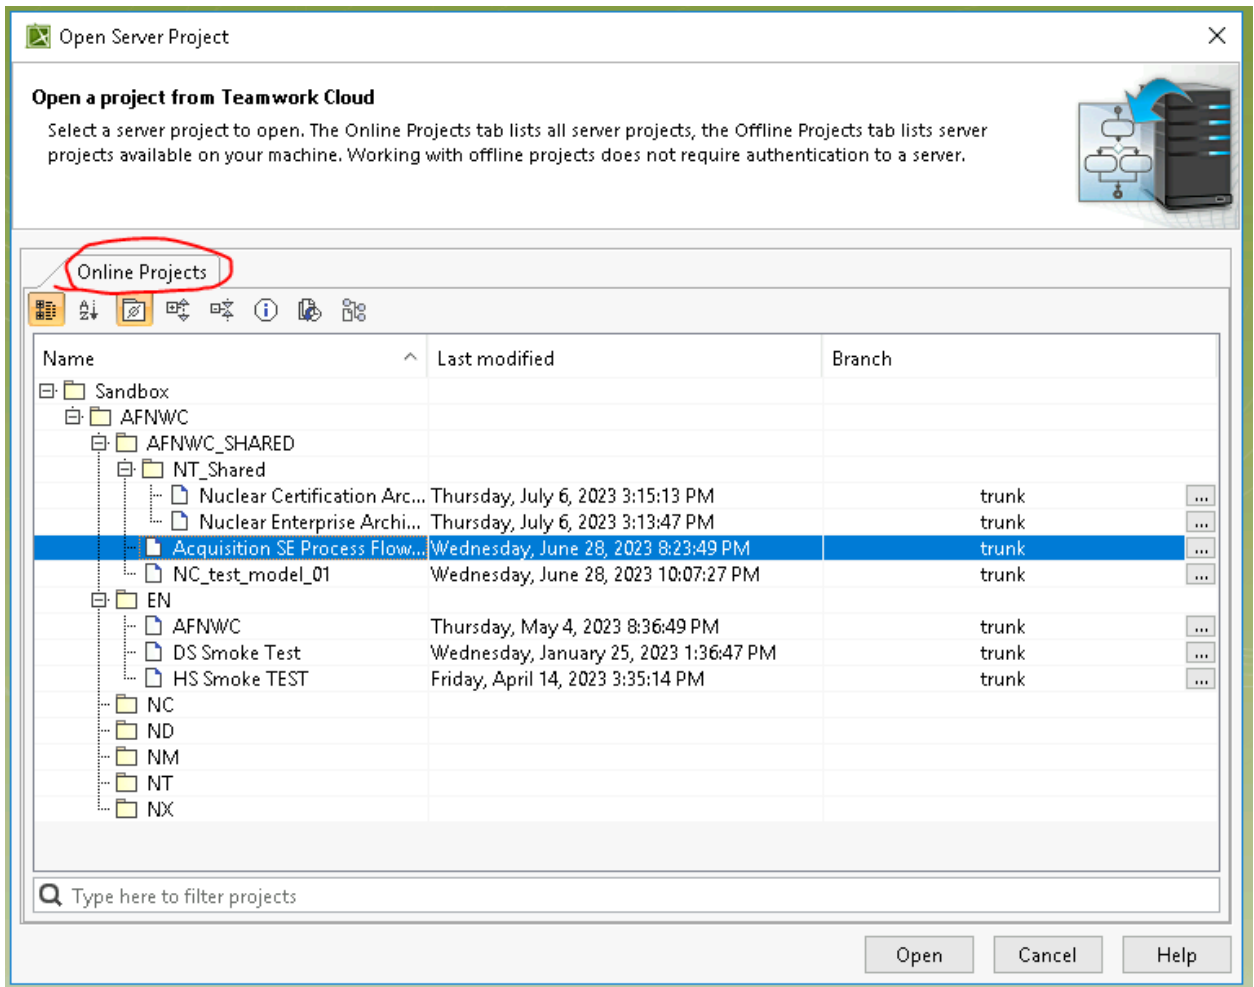 Open Server Project
Open a project from Teamwork Cloud
Select a server project to open. The Online Projects tab lists all server projects, the Offline Projects tab lists server
projects available on your machine. Working with offline projects does not require authentication to a server.
Online Projects
Name Last modified Branch
Sandbox
AFNWC
AFNWC_SHARED
NT_Shared
Nuclear Certification Arc... Thursday, July 6, 2023 3:15:13 PM trunk ...
Nuclear Enterprise Archi... Thursday, July 6, 2023 3:13:47 PM trunk ...
Acquisition SE Process Flow... Wednesday, June 28, 2023 8:23:49 PM trunk ...
NC_test_model_01 Wednesday, June 28, 2023 10:07:27 PM trunk ...
EN
AFNWC Thursday, May 4, 2023 8:36:49 PM trunk ...
DS Smoke Test Wednesday, January 25, 2023 1:36:47 PM trunk ...
HS Smoke TEST Friday, April 14, 2023 3:35:14 PM trunk ...
NC
ND
NM
NT
NX
Type here to filter projects
Open Cancel Help